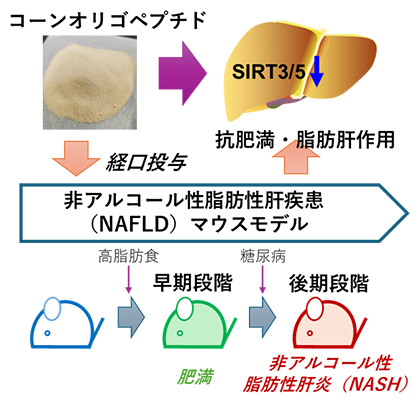 コーンオリゴペプチド
SIRT3/5
抗肥満・脂肪肝作用
経口投与
非アルコール性脂肪性肝疾患
（NAFLD）マウスモデル
高脂肪食
糖尿病
早期段階
後期段階
肥満
非アルコール性
脂肪性肝炎（NASH）